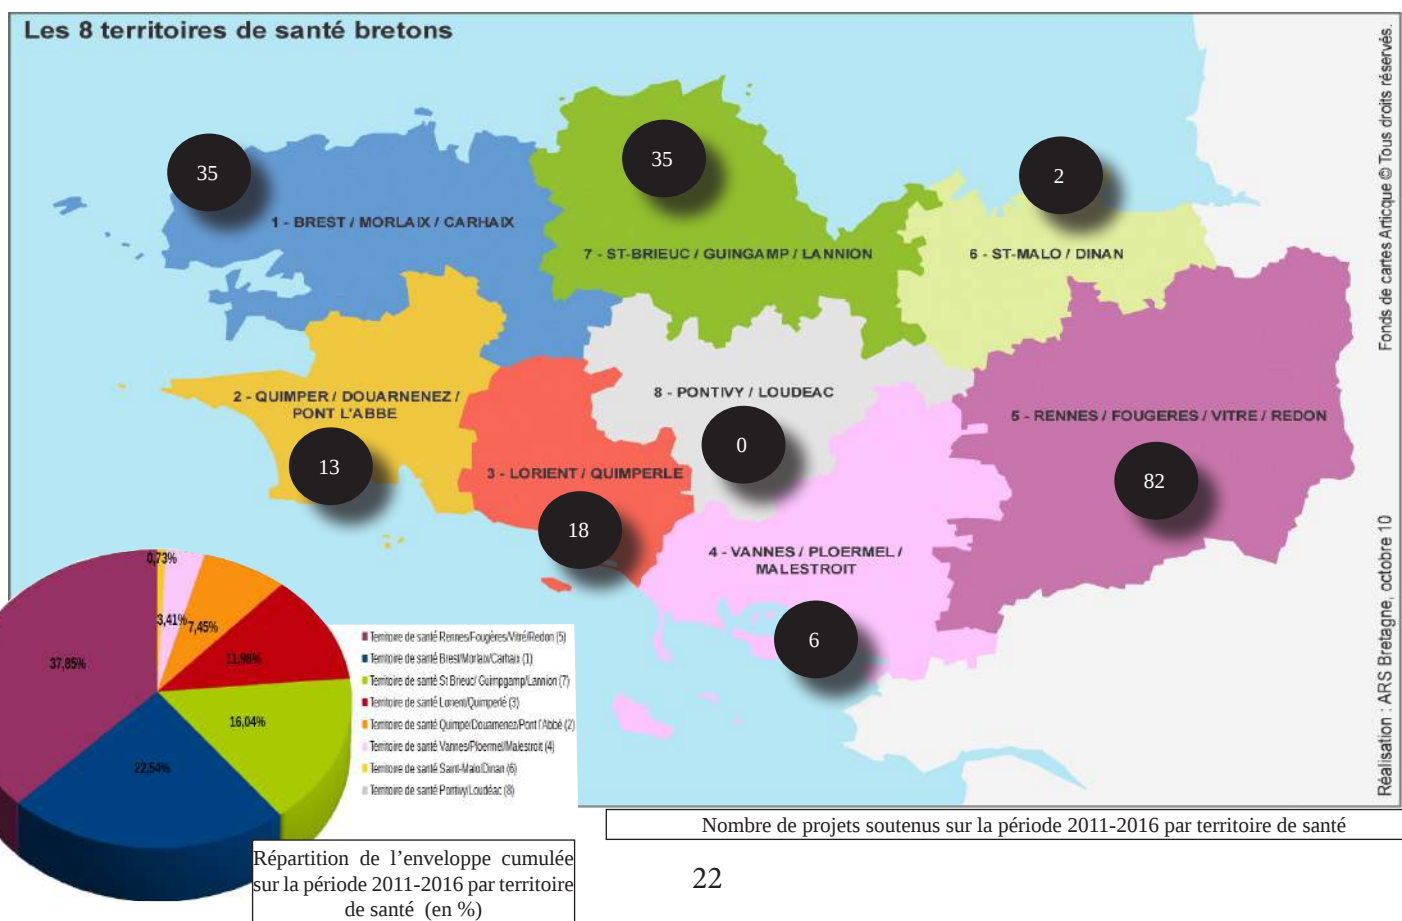 Les 8 territoires de santé bretons
Fonds de cartes Articque © Tous droits réservés.
35
35
2
1 - BREST / MORLAIX / CARHAIX
7 - ST-BRIEUC / GUINGAMP / LANNION
6 - ST-MALO / DINAN
2 - QUIMPER / DOUARNENEZ /
PONT L'ABBE
8 - PONTIVY / LOUDEAC
5 - RENNES / FOUGERES / VITRE / REDON
13
0
3 - LORIENT / QUIMPERLE
82
18
4 - VANNES / PLOERMEL /
MALESTROIT
6
Réalisation : ARS Bretagne, octobre 10
0,73%
3,41%
7,45%
11,98%
37,85%
16,04%
22,54%
Territoire de santé Rennes/Fougères/Vitré/Redon (5)
Territoire de santé Brest/Morlaix/Carhaix (1)
Territoire de santé St Brieuc/ Guimpgamp/Lannion (7)
Territoire de santé Lorient/Quimperlé (3)
Territoire de santé Quimper/Douarnenez/Pont l'Abbé (2)
Territoire de santé Vannes/Ploermel/Malestroit (4)
Territoire de santé Saint-Malo/Dinan (6)
Territoire de santé Pontivy/Loudéac (8)
Nombre de projets soutenus sur la période 2011-2016 par territoire de santé
Répartition de l’enveloppe cumulée
sur la période 2011-2016 par territoire
de santé (en %)
22